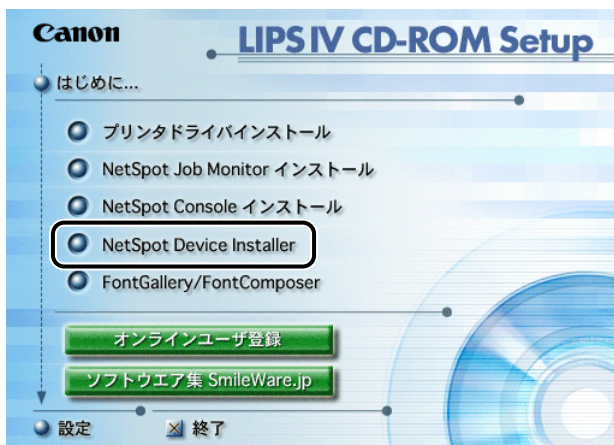 Canon
LIPS IV CD-ROM Setup
はじめに...
プリンタドライバインストール
NetSpot Job Monitor インストール
NetSpot Console インストール
NetSpot Device Installer
FontGallery/FontComposer
オンラインユーザ登録
ソフトウエア集 SmileWare.jp
設定
終了